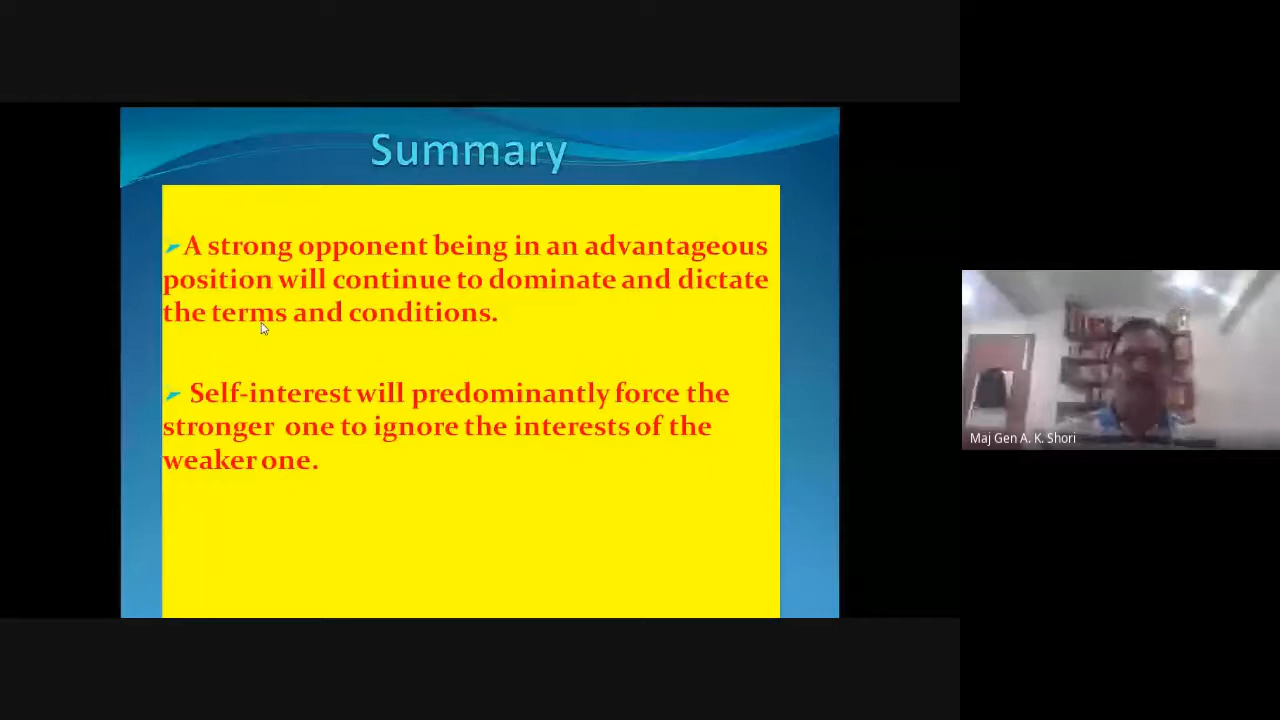 Summary
A strong opponent being in an advantageous
position will continue to dominate and dictate
the terms and conditions.
Self-interest will predominantly force the
stronger one to ignore the interests of the
weaker one.
Maj Gen A. K. Shori